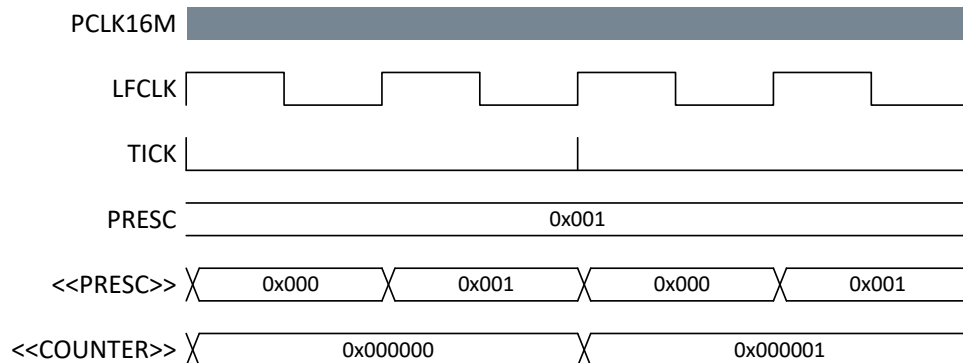 PCLK16M
LFCLK
TICK
PRESC 0x001
<<PRESC>> 0x000 0x001 0x000 0x001
<<COUNTER>> 0x000000 0x000001